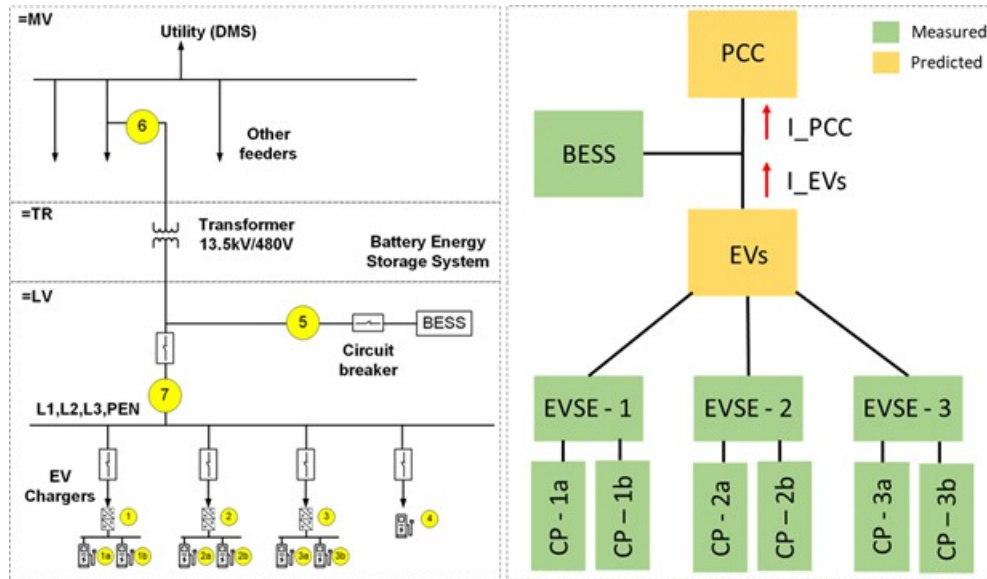 =MV
Utility (DMS)
6
Other
feeders
=TR
Transformer
13.5kV/480V
Battery Energy
Storage System
=LV
5
BESS
Circuit
breaker
7
L1,L2,L3,PEN
EV
Chargers
1
2
3
4
1a
1b
2a
2b
3a
3b
Measured
Predicted
PCC
I_PCC
BESS
I_EVs
EVs
EVSE - 1
EVSE - 2
EVSE - 3
CP - 1a
CP – 1b
CP - 2a
CP – 2b
CP - 3a
CP – 3b